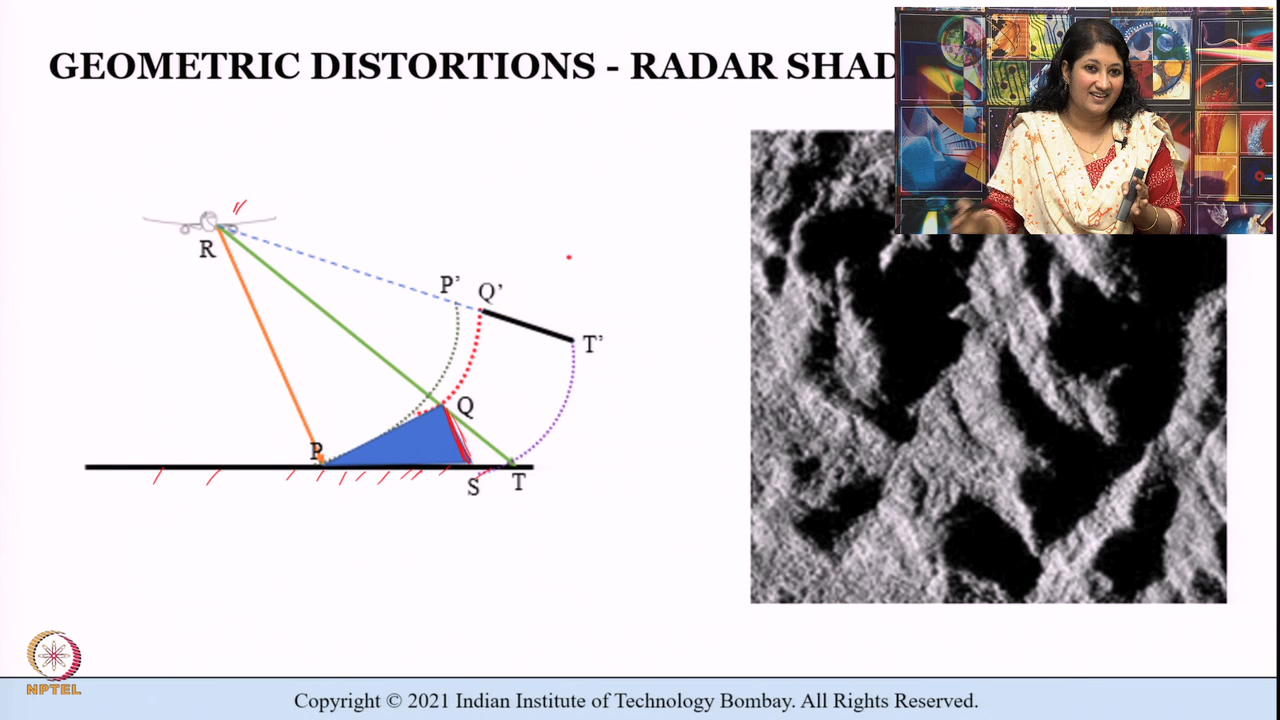 GEOMETRIC DISTORTIONS - RADAR SHAD
R
P'
Q'
T'
Q
P
S
T
NPTEL
Copyright © 2021 Indian Institute of Technology Bombay. All Rights Reserved.